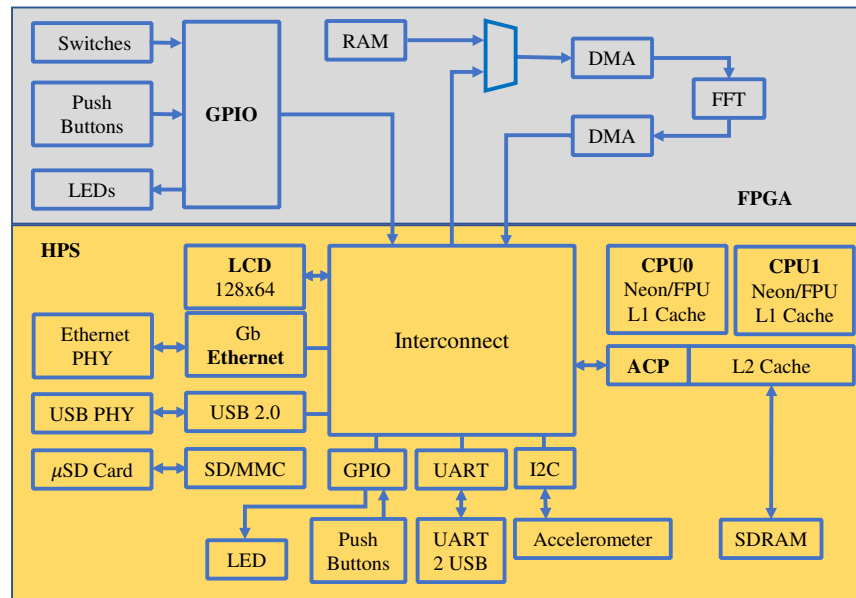 Switches
Push
Buttons
LEDs
GPIO
RAM
DMA
FFT
DMA
FPGA
HPS
LCD
128x64
Ethernet
PHY
Gb
Ethernet
USB PHY
USB 2.0
μSD Card
SD/MMC
Interconnect
CPU0
Neon/FPU
L1 Cache
CPU1
Neon/FPU
L1 Cache
ACP
L2 Cache
GPIO
UART
I2C
LED
Push
Buttons
UART
2 USB
Accelerometer
SDRAM